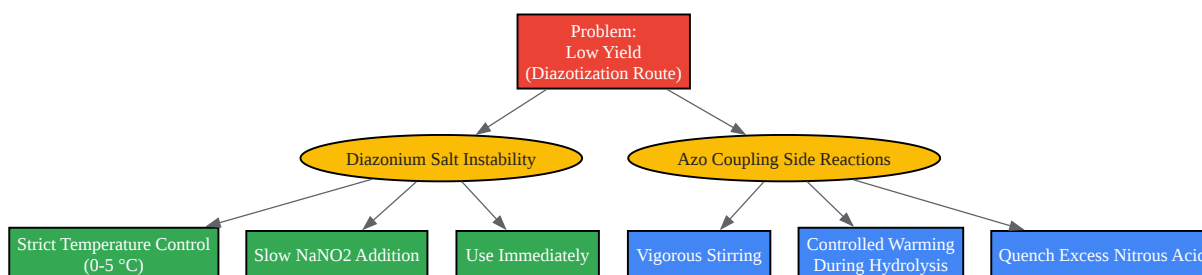 Problem:
Low Yield
(Diazotization Route)
Diazonium Salt Instability
Azo Coupling Side Reactions
Strict Temperature Control
(0-5 °C)
Slow NaNO2 Addition
Use Immediately
Vigorous Stirring
Controlled Warming
During Hydrolysis
Quench Excess Nitrous Acid